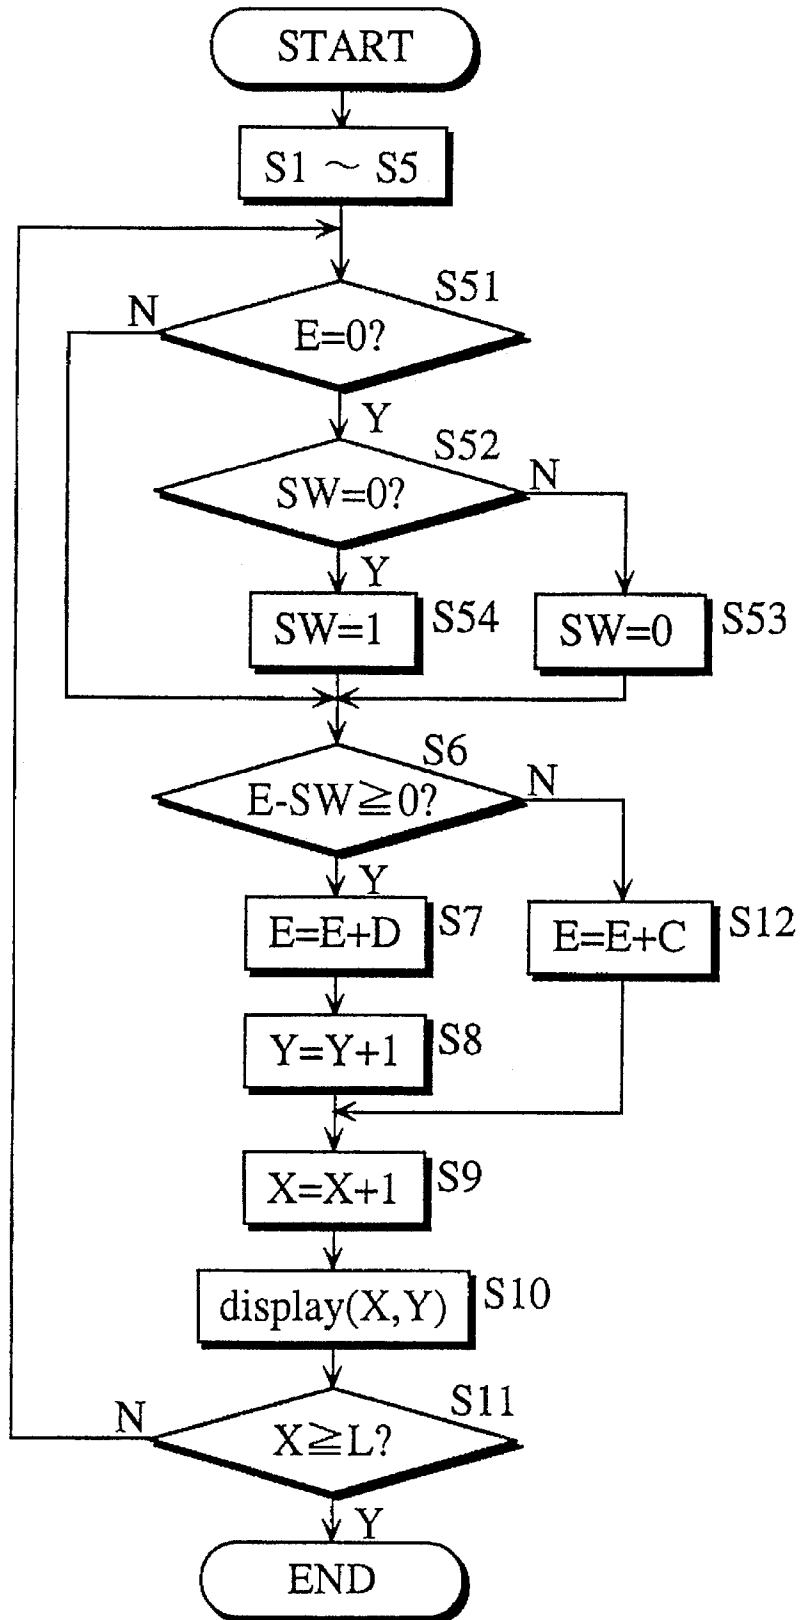 START
S1 ～ S5
S51
N
E=0?
Y
S52
SW=0?
N
Y
SW=1
S54
SW=0
S53
S6
E-SW≧0?
N
Y
E=E+D
S7
E=E+C
S12
Y=Y+1
S8
X=X+1
S9
display(X,Y)
S10
S11
N
X≧L?
Y
END